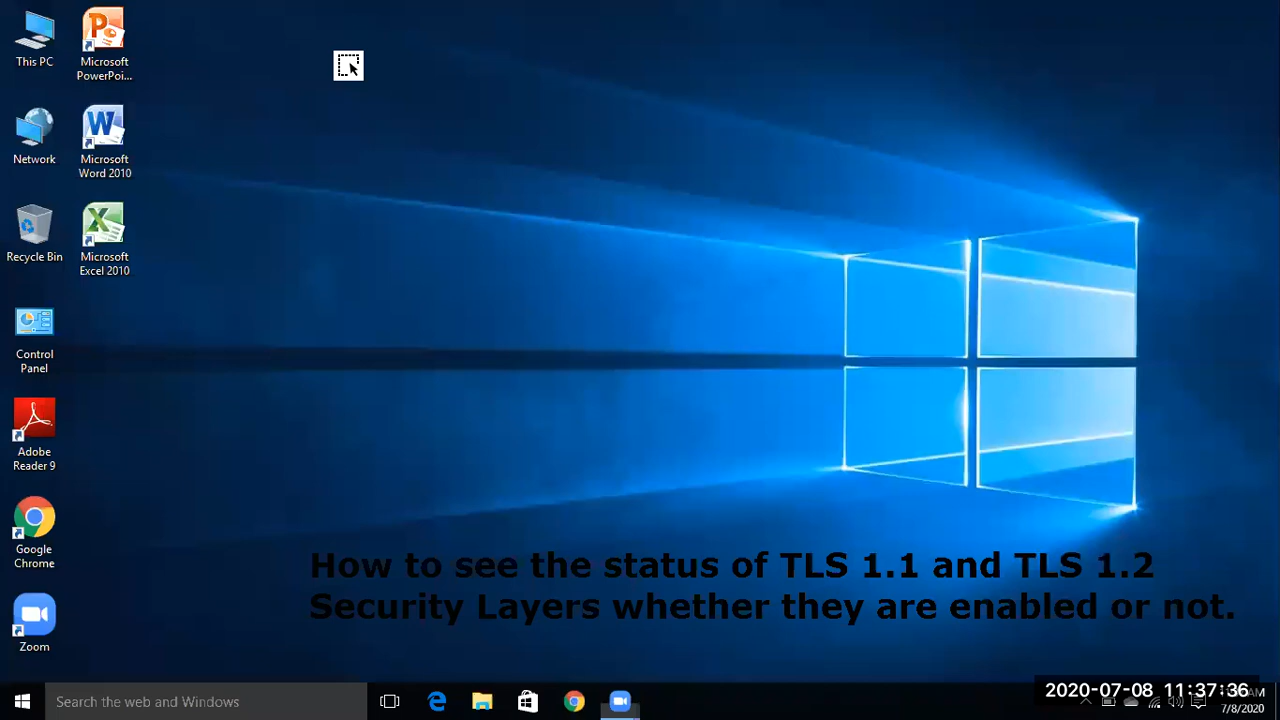 This PC
Microsoft
PowerPoi...
Network
Microsoft
Word 2010
Recycle Bin
Microsoft
Excel 2010
Control
Panel
Adobe
Reader 9
Google
Chrome
Zoom
How to see the status of TLS 1.1 and TLS 1.2
Security Layers whether they are enabled or not.
Search the web and Windows
2020-07-08 11:37:36
AM
7/8/2020